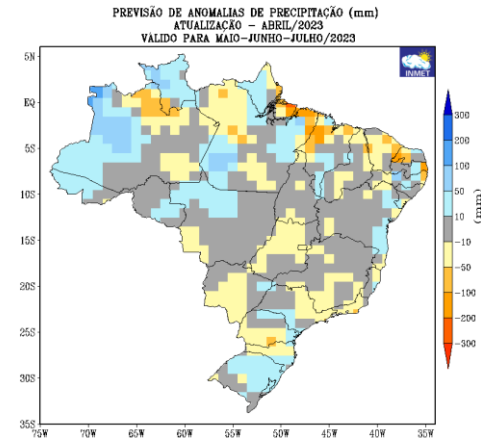 PREVISÃO DE ANOMALIAS DE PRECIPITAÇÃO (mm)
ATUALIZAÇÃO - ABRIL/2023
VÁLIDO PARA MAIO-JUNHO-JULHO/2023
INMET
5N
EQ
5S
10S
15S
20S
25S
30S
35S
75W 70W 65W 60W 55W 50W 45W 40W 35W
300
200
100
50
10
-10
-50
-100
-200
-300
(mm)